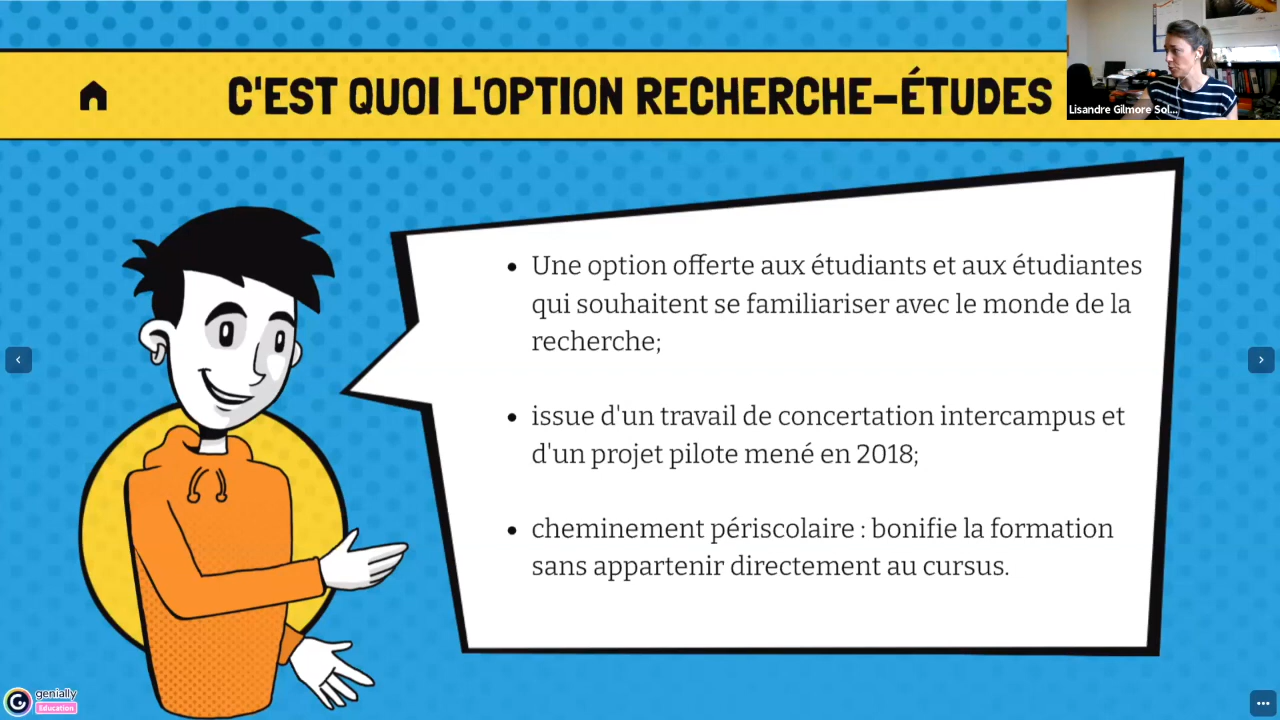 C'EST QUOI L'OPTION RECHERCHE-ÉTUDES
Lisandre Gilmore Sol...
Une option offerte aux étudiants et aux étudiantes
qui souhaitent se familiariser avec le monde de la
recherche;
issue d'un travail de concertation intercampus et
d'un projet pilote mené en 2018;
cheminement périscolaire : bonifie la formation
sans appartenir directement au cursus.
genially
Education